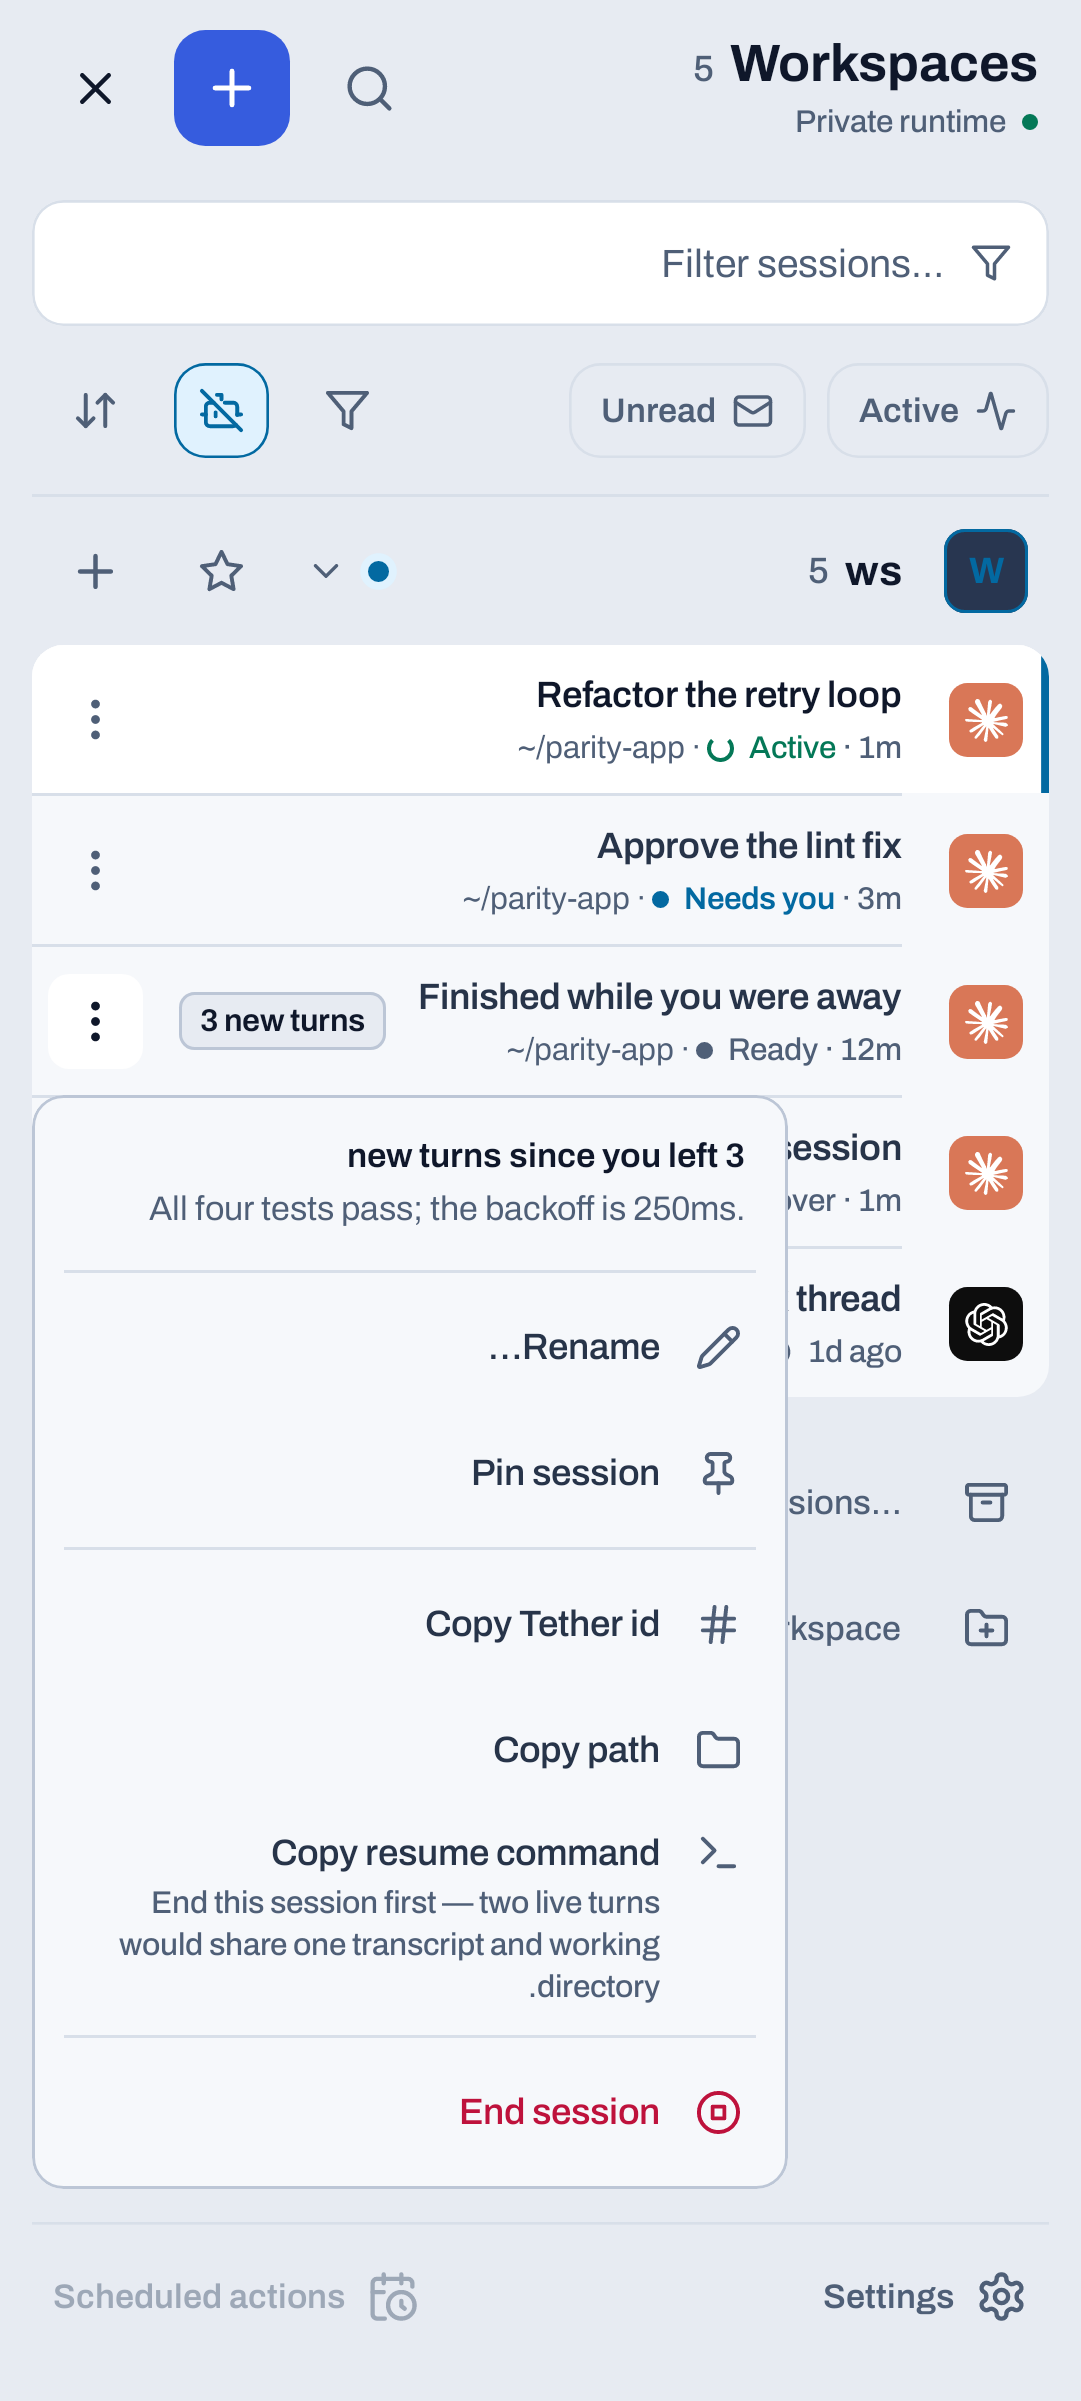 5 Workspaces
Private runtime
Filter sessions...
Unread
Active
5 ws
W
Refactor the retry loop
~/parity-app · Active · 1m
Approve the lint fix
~/parity-app · Needs you · 3m
3 new turns
Finished while you were away
~/parity-app · Ready · 12m
session
· 1m
new turns since you left 3
All four tests pass; the backoff is 250ms.
thread
1d ago
...Rename
Pin session
Copy Tether id
Copy path
Copy resume command
End this session first — two live turns
would share one transcript and working
.directory
End session
Scheduled actions
Settings